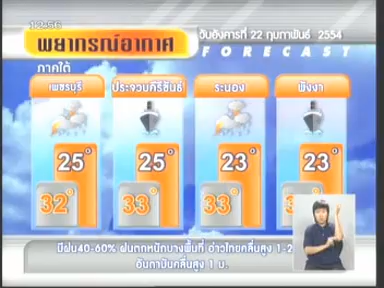 12:56
พยากรณ์อากาศ
วันอังคารที่ 22 กุมภาพันธ์ 2554
FORECAST
ภาคใต้
เพชรบุรี ประจวบคีรีขันธ์ ระนอง พังงา
25° 25° 23° 23°
32° 33° 33°
มีฝน40-60% ฝนตกหนักบางพื้นที่ อ่าวไทยคลื่นสูง 1-2
อันดามันคลื่นสูง 1 ม.